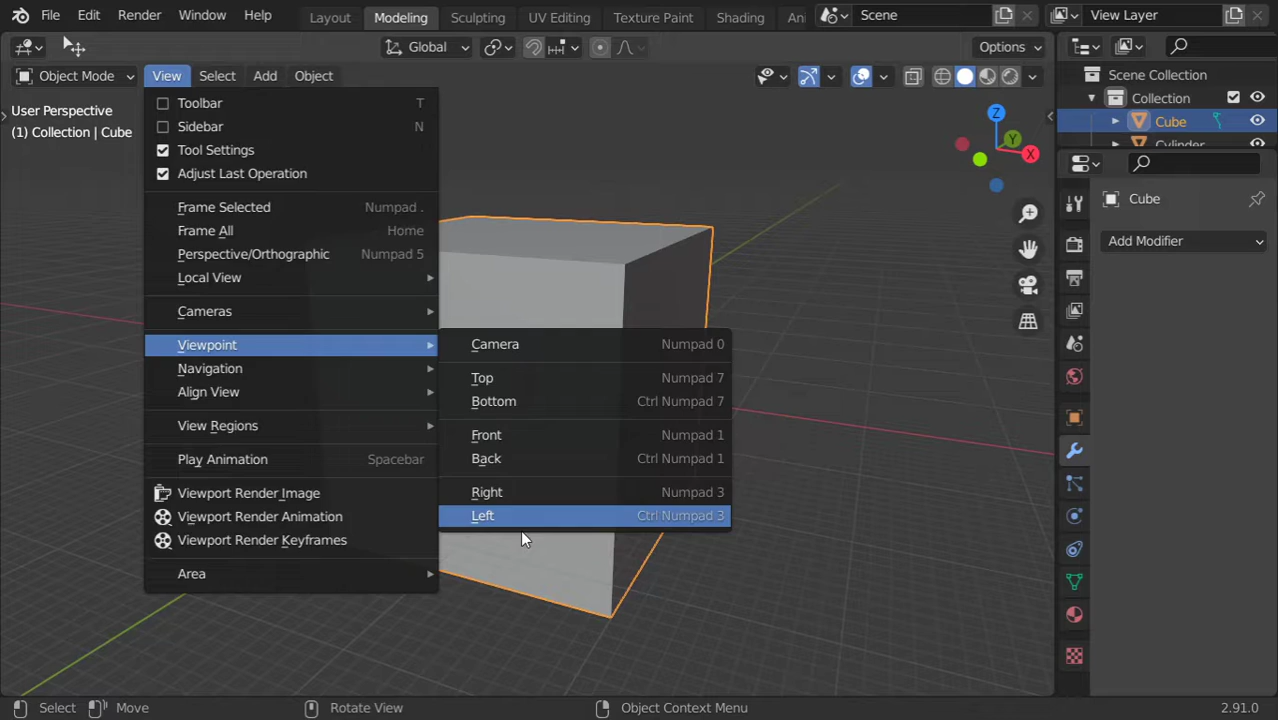 File Edit Render Window Help Layout Modeling Sculpting UV Editing Texture Paint Shading An Scene View Layer
Global Options
Object Mode View Select Add Object
User Perspective
(1) Collection | Cube
Toolbar T
Sidebar N
Tool Settings
Adjust Last Operation
Frame Selected Numpad .
Frame All Home
Perspective/Orthographic Numpad 5
Local View
Cameras
Viewpoint
Navigation
Align View
View Regions
Play Animation Spacebar
Viewport Render Image
Viewport Render Animation
Viewport Render Keyframes
Area
Camera Numpad 0
Top Numpad 7
Bottom Ctrl Numpad 7
Front Numpad 1
Back Ctrl Numpad 1
Right Numpad 3
Left Ctrl Numpad 3
Z
Y
X
Scene Collection
Collection
Cube
Cylinder
Cube
Add Modifier
Select Move Rotate View Object Context Menu 2.91.0